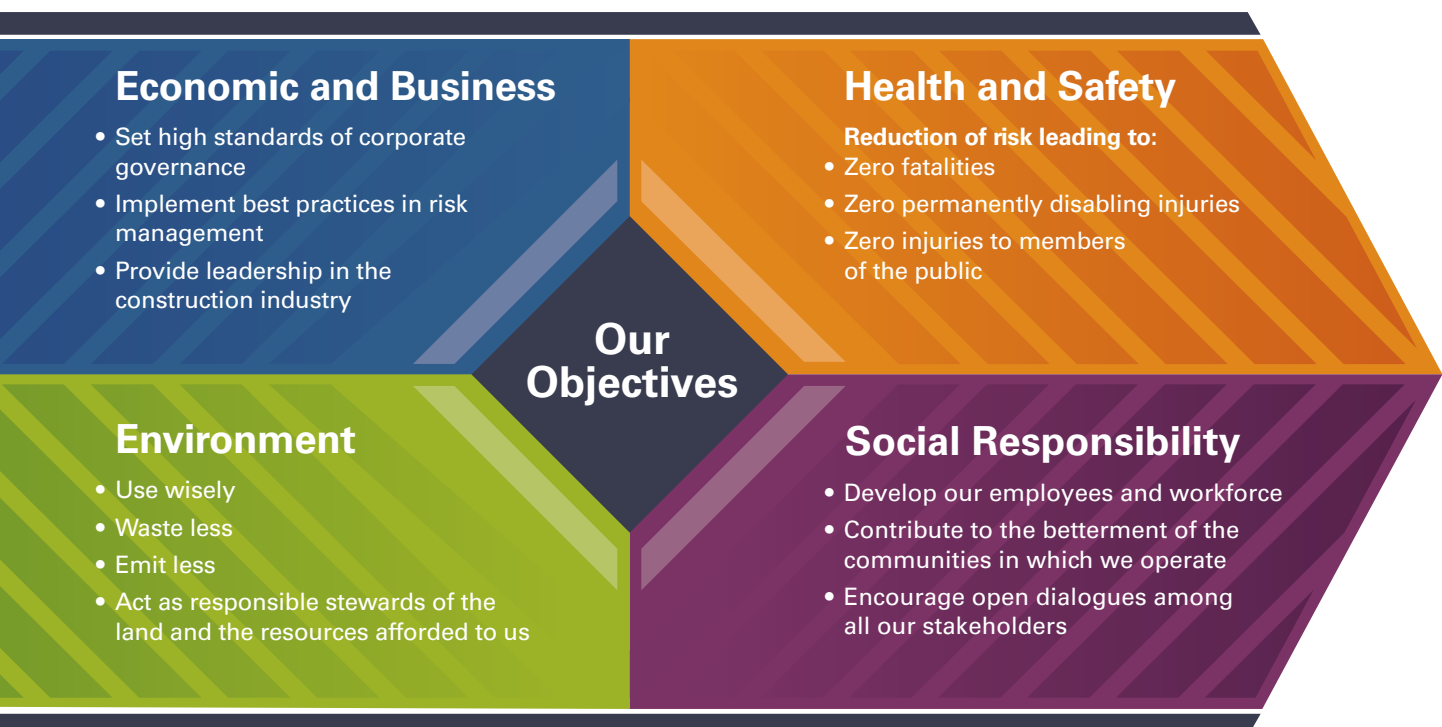 Economic and Business
• Set high standards of corporate
governance
• Implement best practices in risk
management
• Provide leadership in the
construction industry
Health and Safety
Reduction of risk leading to:
• Zero fatalities
• Zero permanently disabling injuries
• Zero injuries to members
of the public
Our
Objectives
Environment
• Use wisely
• Waste less
• Emit less
• Act as responsible stewards of the
land and the resources afforded to us
Social Responsibility
• Develop our employees and workforce
• Contribute to the betterment of the
communities in which we operate
• Encourage open dialogues among
all our stakeholders